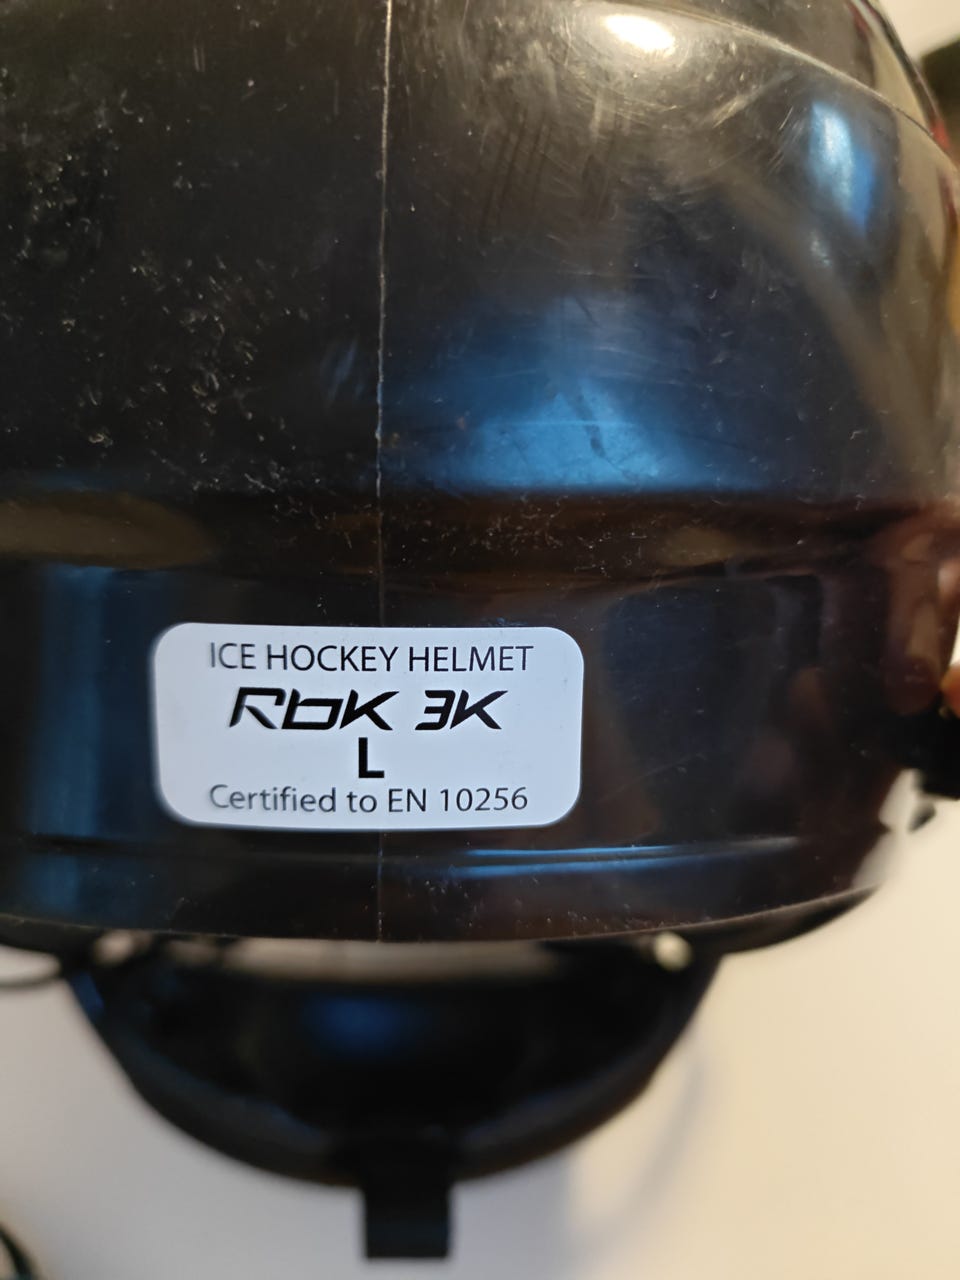 ICE HOCKEY HELMET
RbK 3K
L
Certified to EN 10256